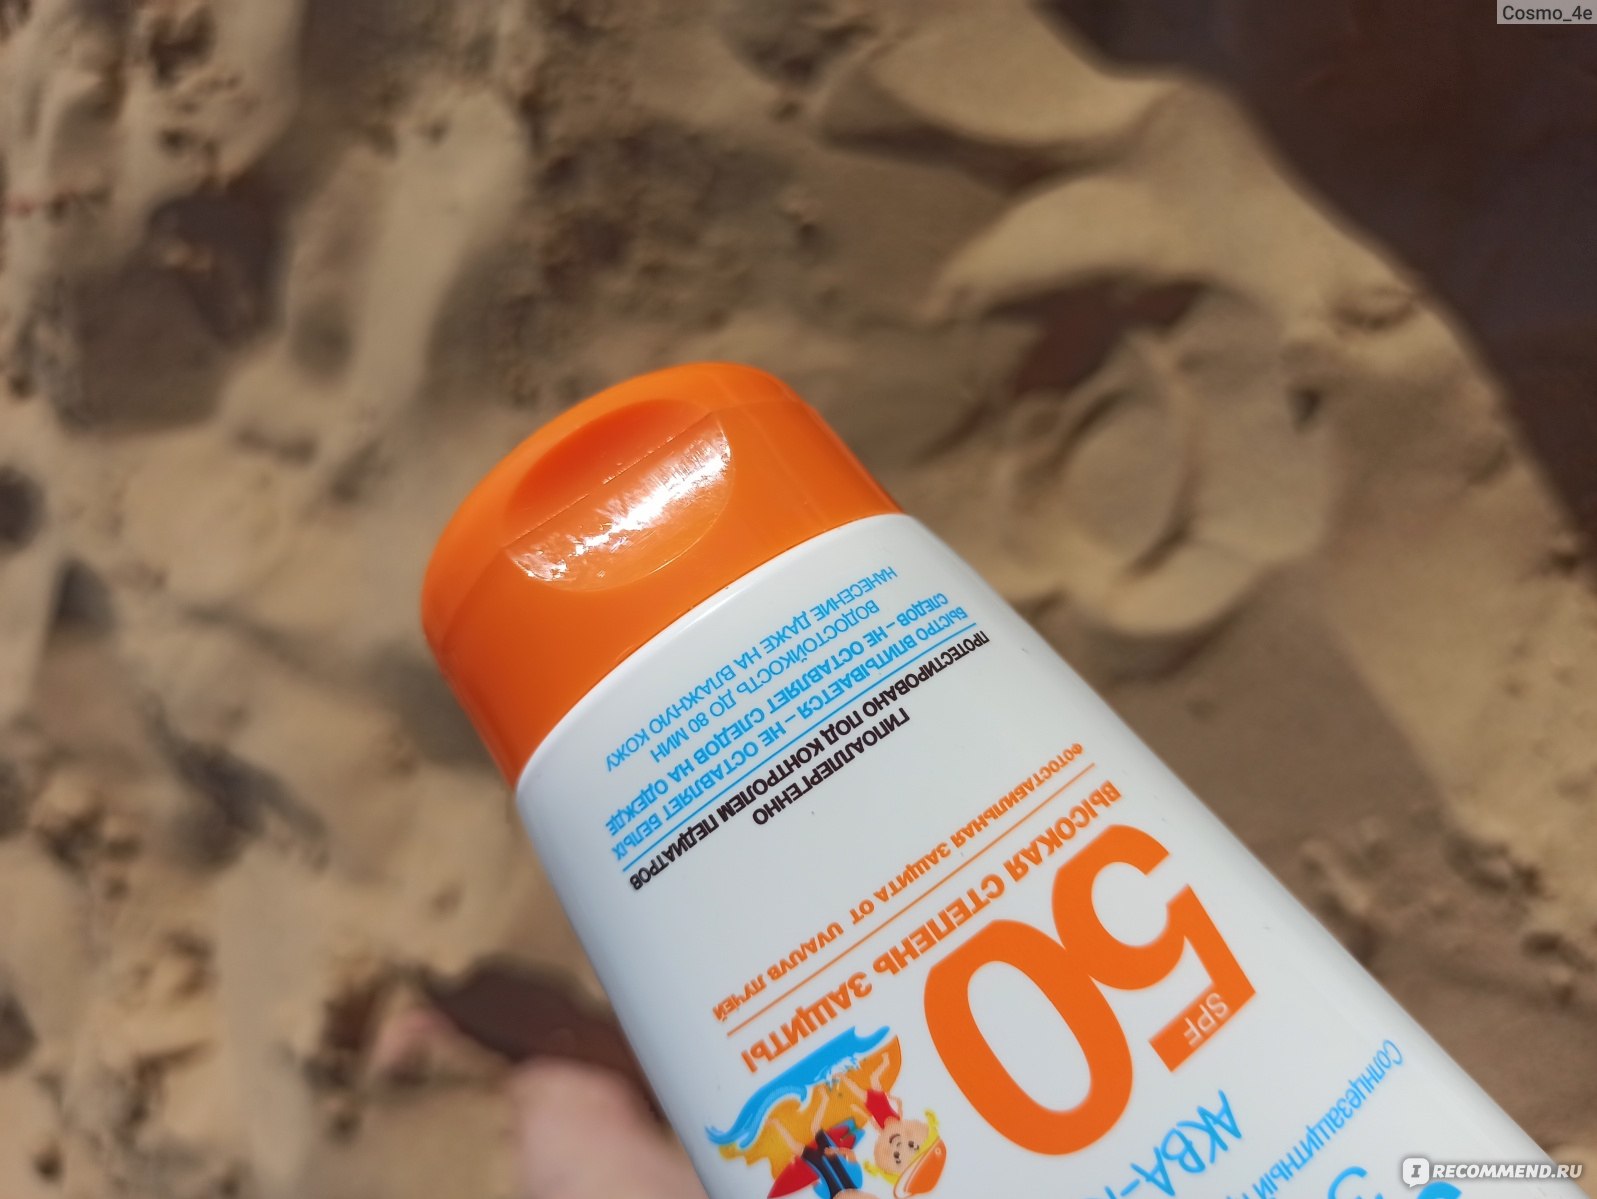 Cosmo_4e
Солнцезащитный
АКВА-
SPF
50
ВЫСОКАЯ СТЕПЕНЬ ЗАЩИТЫ
ФОТОСТАБИЛЬНАЯ ЗАЩИТА ОТ UVA/UVB ЛУЧЕЙ
ГИПОАЛЛЕРГЕННО
ПРОТЕСТИРОВАНО ПОД КОНТРОЛЕМ ПЕДИАТРОВ
БЫСТРО ВПИТЫВАЕТСЯ – НЕ ОСТАВЛЯЕТ БЕЛЫХ
СЛЕДОВ – НЕ ОСТАВЛЯЕТ СЛЕДОВ НА ОДЕЖДЕ
ВОДОСТОЙКОСТЬ ДО 80 МИН
НАНЕСЕНИЕ ДАЖЕ НА ВЛАЖНУЮ КОЖУ
IRECOMMEND.RU